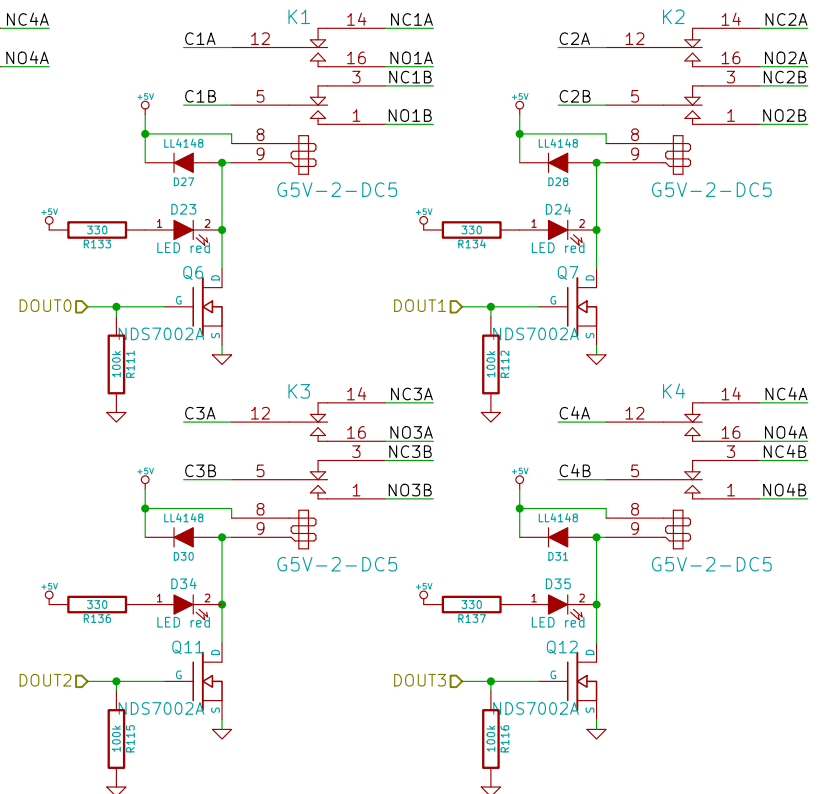 NC4A
NO4A
K1
14 NC1A
C1A 12
16 NO1A
3 NC1B
C1B 5
1 NO1B
+5V
8
LL4148
9
D27
G5V-2-DC5
+5V
D23
330
1 2
R133
LED red
Q6
D
DOUT0
G
NDS7002A
S
100k
R111
K2
14 NC2A
C2A 12
16 NO2A
3 NC2B
C2B 5
1 NO2B
+5V
8
LL4148
9
D28
G5V-2-DC5
+5V
D24
330
1 2
R134
LED red
Q7
D
DOUT1
G
NDS7002A
S
100k
R112
K3
14 NC3A
C3A 12
16 NO3A
3 NC3B
C3B 5
1 NO3B
+5V
8
LL4148
9
D30
G5V-2-DC5
+5V
D34
330
1 2
R136
LED red
Q11
D
DOUT2
G
NDS7002A
S
100k
R115
K4
14 NC4A
C4A 12
16 NO4A
3 NC4B
C4B 5
1 NO4B
+5V
8
LL4148
9
D31
G5V-2-DC5
+5V
D35
330
1 2
R137
LED red
Q12
D
DOUT3
G
NDS7002A
S
100k
R116